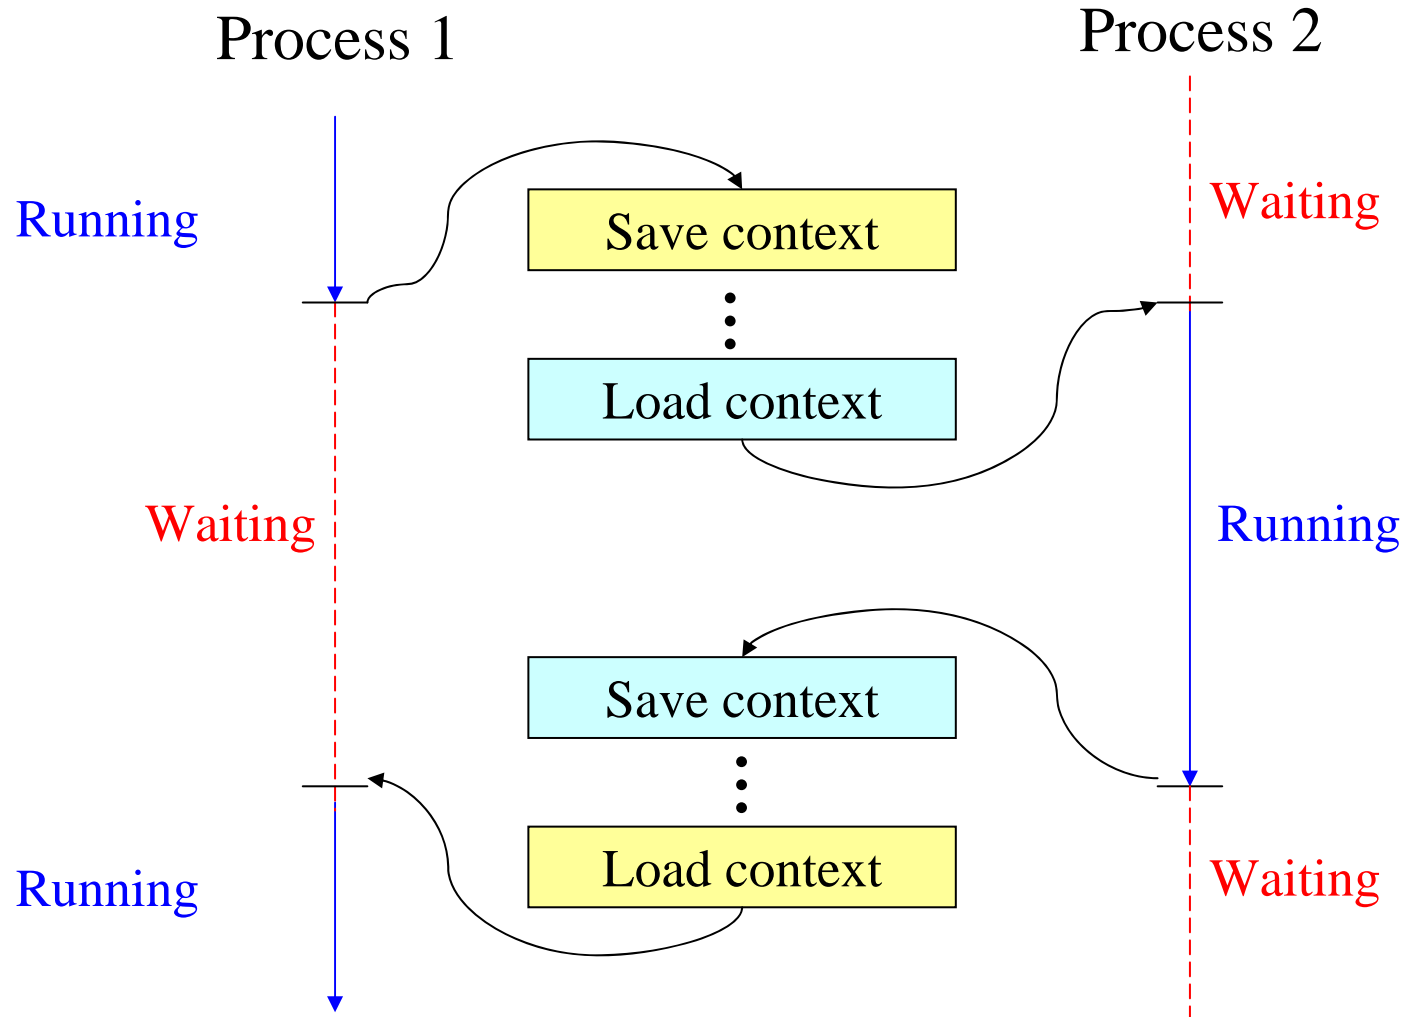 Process 1
Process 2
Running
Save context
Waiting
Load context
Waiting
Running
Save context
Running
Load context
Waiting